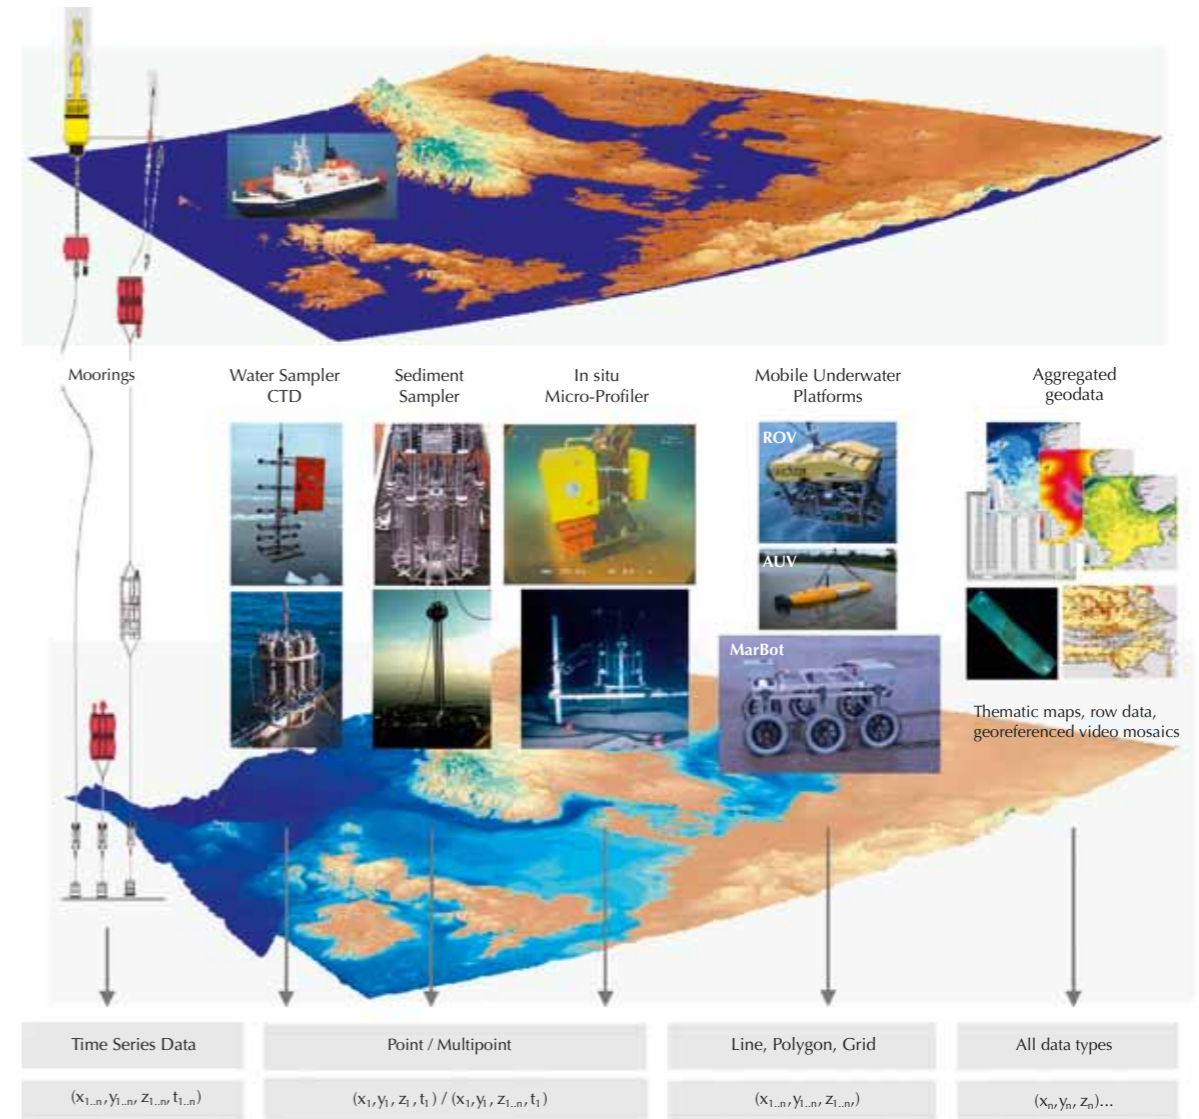 Moorings
Water Sampler
CTD
Sediment
Sampler
In situ
Micro-Profiler
Mobile Underwater
Platforms
Aggregated
geodata
ROV
AUV
MarBot
Thematic maps, row data,
georeferenced video mosaics
Time Series Data
Point / Multipoint
Line, Polygon, Grid
All data types
(x1..n,y1..n, z1..n, t1..n)
(x1,y1, z1, t1) / (x1,y1, z1..n, t1)
(x1..n,y1..n, z1..n,)
(xn, yn, zn)...